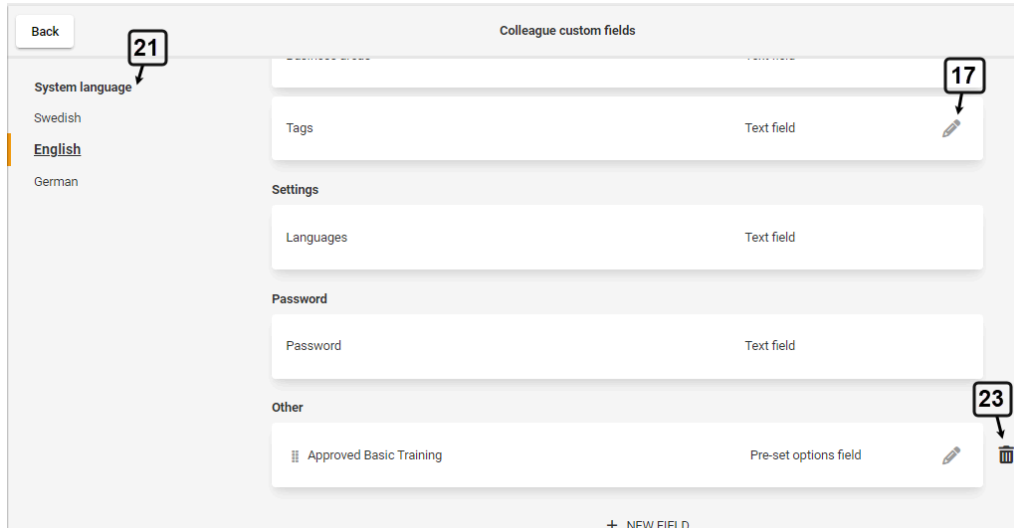 Back
Colleague custom fields
21
System language
Swedish
English
German
17
Tags Text field
Settings
Languages Text field
Password
Password Text field
Other
23
Approved Basic Training Pre-set options field
+ NEW FIELD